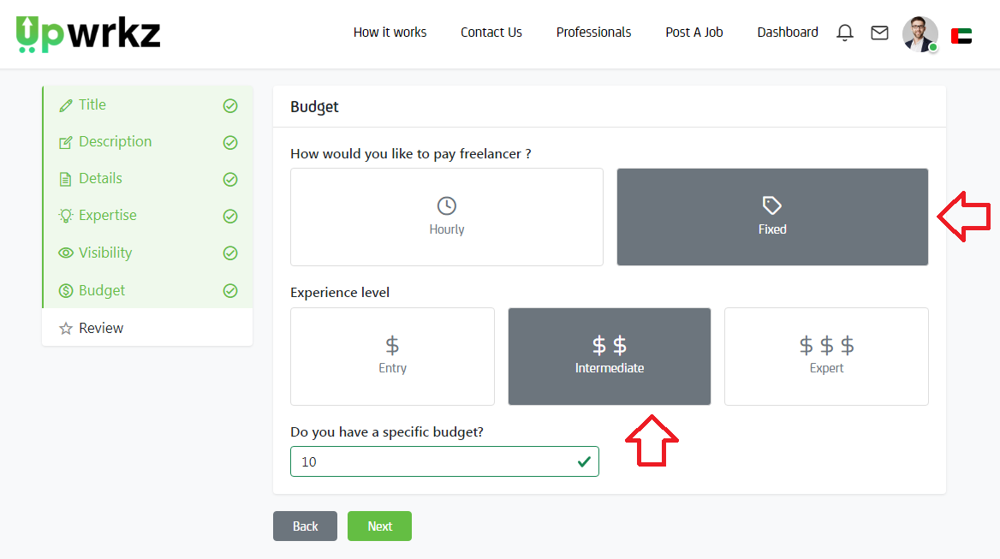 Upwrkz
How it works Contact Us Professionals Post A Job Dashboard
Title
Description
Details
Expertise
Visibility
Budget
Review
Budget
How would you like to pay freelancer ?
Hourly Fixed
Experience level
$ $ $ $ $ $
Entry Intermediate Expert
Do you have a specific budget?
10
Back Next